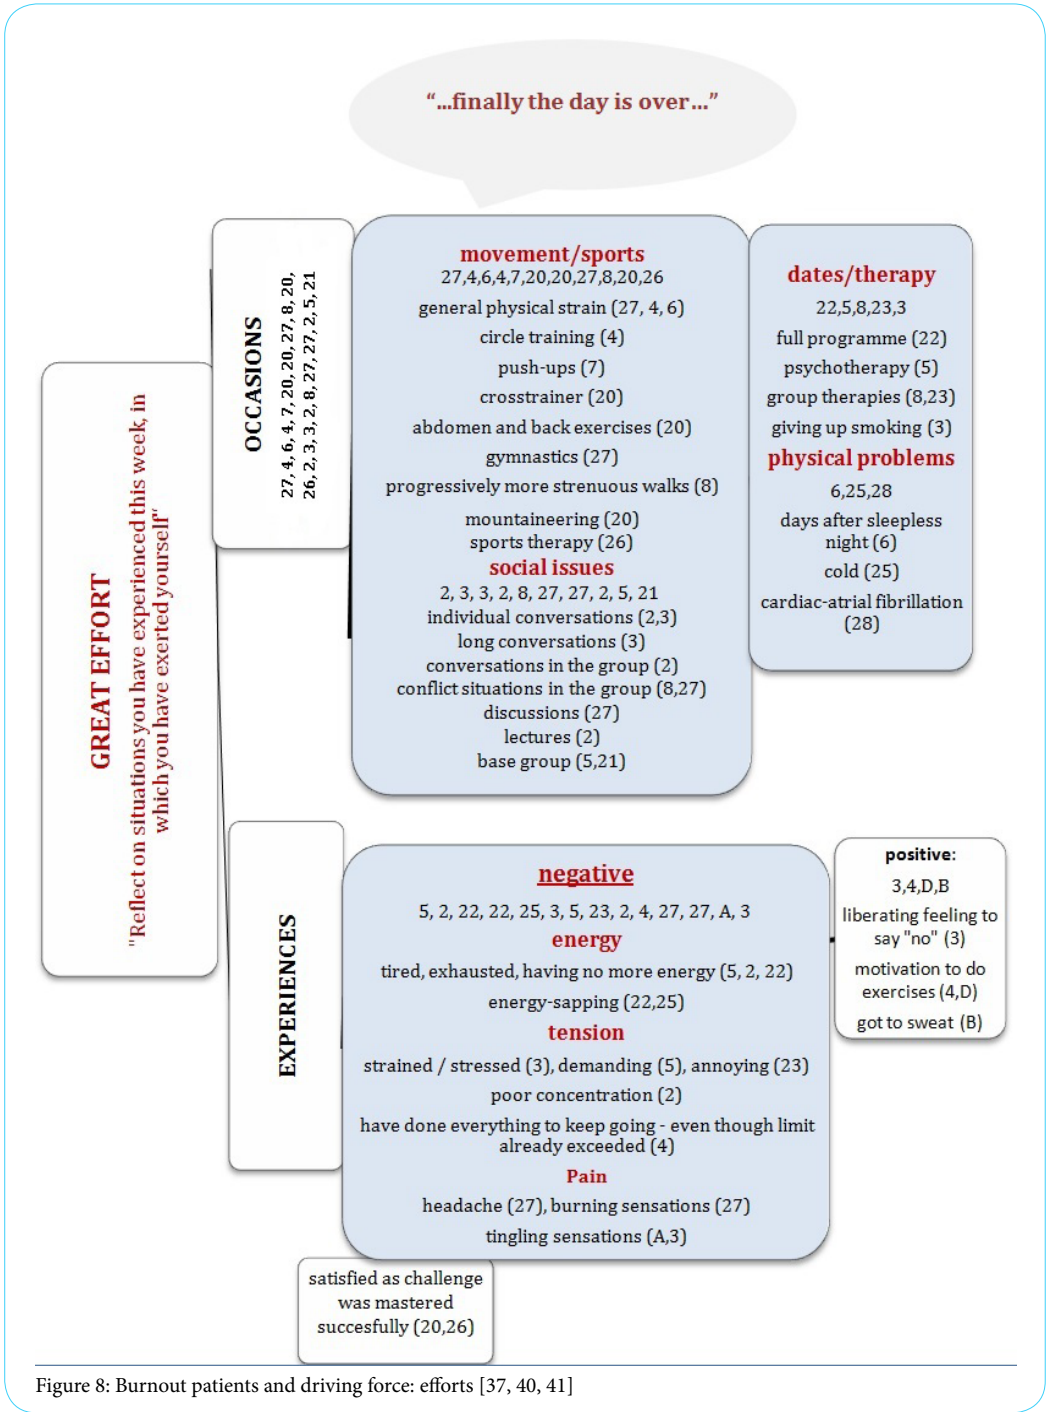 “...finally the day is over...”
GREAT EFFORT
"Reflect on situations you have experienced this week, in
which you have exerted yourself“
OCCASIONS
27, 4, 6, 4, 7, 20, 20, 27, 8, 20,
26, 2, 3, 3, 2, 8, 27, 27, 2, 5, 21
movement/sports
27,4,6,4,7,20,20,27,8,20,26
general physical strain (27, 4, 6)
circle training (4)
push-ups (7)
crosstrainer (20)
abdomen and back exercises (20)
gymnastics (27)
progressively more strenuous walks (8)
mountaineering (20)
sports therapy (26)
social issues
2, 3, 3, 2, 8, 27, 27, 2, 5, 21
individual conversations (2,3)
long conversations (3)
conversations in the group (2)
conflict situations in the group (8,27)
discussions (27)
lectures (2)
base group (5,21)
dates/therapy
22,5,8,23,3
full programme (22)
psychotherapy (5)
group therapies (8,23)
giving up smoking (3)
physical problems
6,25,28
days after sleepless
night (6)
cold (25)
cardiac-atrial fibrillation
(28)
EXPERIENCES
negative
5, 2, 22, 22, 25, 3, 5, 23, 2, 4, 27, 27, A, 3
energy
tired, exhausted, having no more energy (5, 2, 22)
energy-sapping (22,25)
tension
strained / stressed (3), demanding (5), annoying (23)
poor concentration (2)
have done everything to keep going - even though limit
already exceeded (4)
Pain
headache (27), burning sensations (27)
tingling sensations (A,3)
positive:
3,4,D,B
liberating feeling to
say "no" (3)
motivation to do
exercises (4,D)
got to sweat (B)
satisfied as challenge
was mastered
succesfully (20,26)
Figure 8: Burnout patients and driving force: efforts [37, 40, 41]